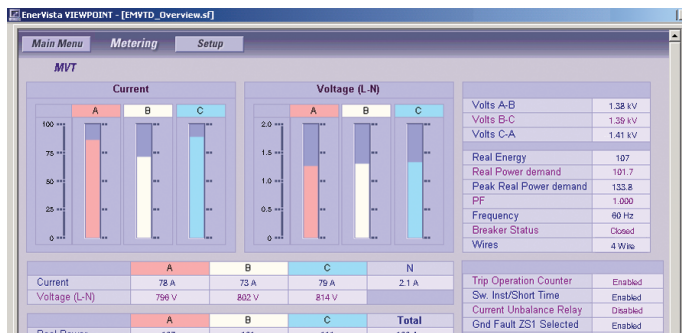 EnerVista VIEWPOINT - [EMVTD_Overview.sf]
Main Menu Metering Setup
MVT
Current
A B C
100
75
50
25
0
Voltage (L-N)
A B C
2.0
1.5
1.0
0.5
0
Volts A-B 1.38 kV
Volts B-C 1.39 kV
Volts C-A 1.41 kV
Real Energy 107
Real Power demand 101.7
Peak Real Power demand 133.8
PF 1.000
Frequency 60 Hz
Breaker Status Closed
Wires 4 Wire
A B C N
Current 78 A 73 A 79 A 2.1 A
Voltage (L-N) 796 V 802 V 814 V
A B C Total
Real Power
Trip Operation Counter Enabled
Sw. Inst/Short Time Enabled
Current Unbalance Relay Disabled
Gnd Fault ZS1 Selected Enabled